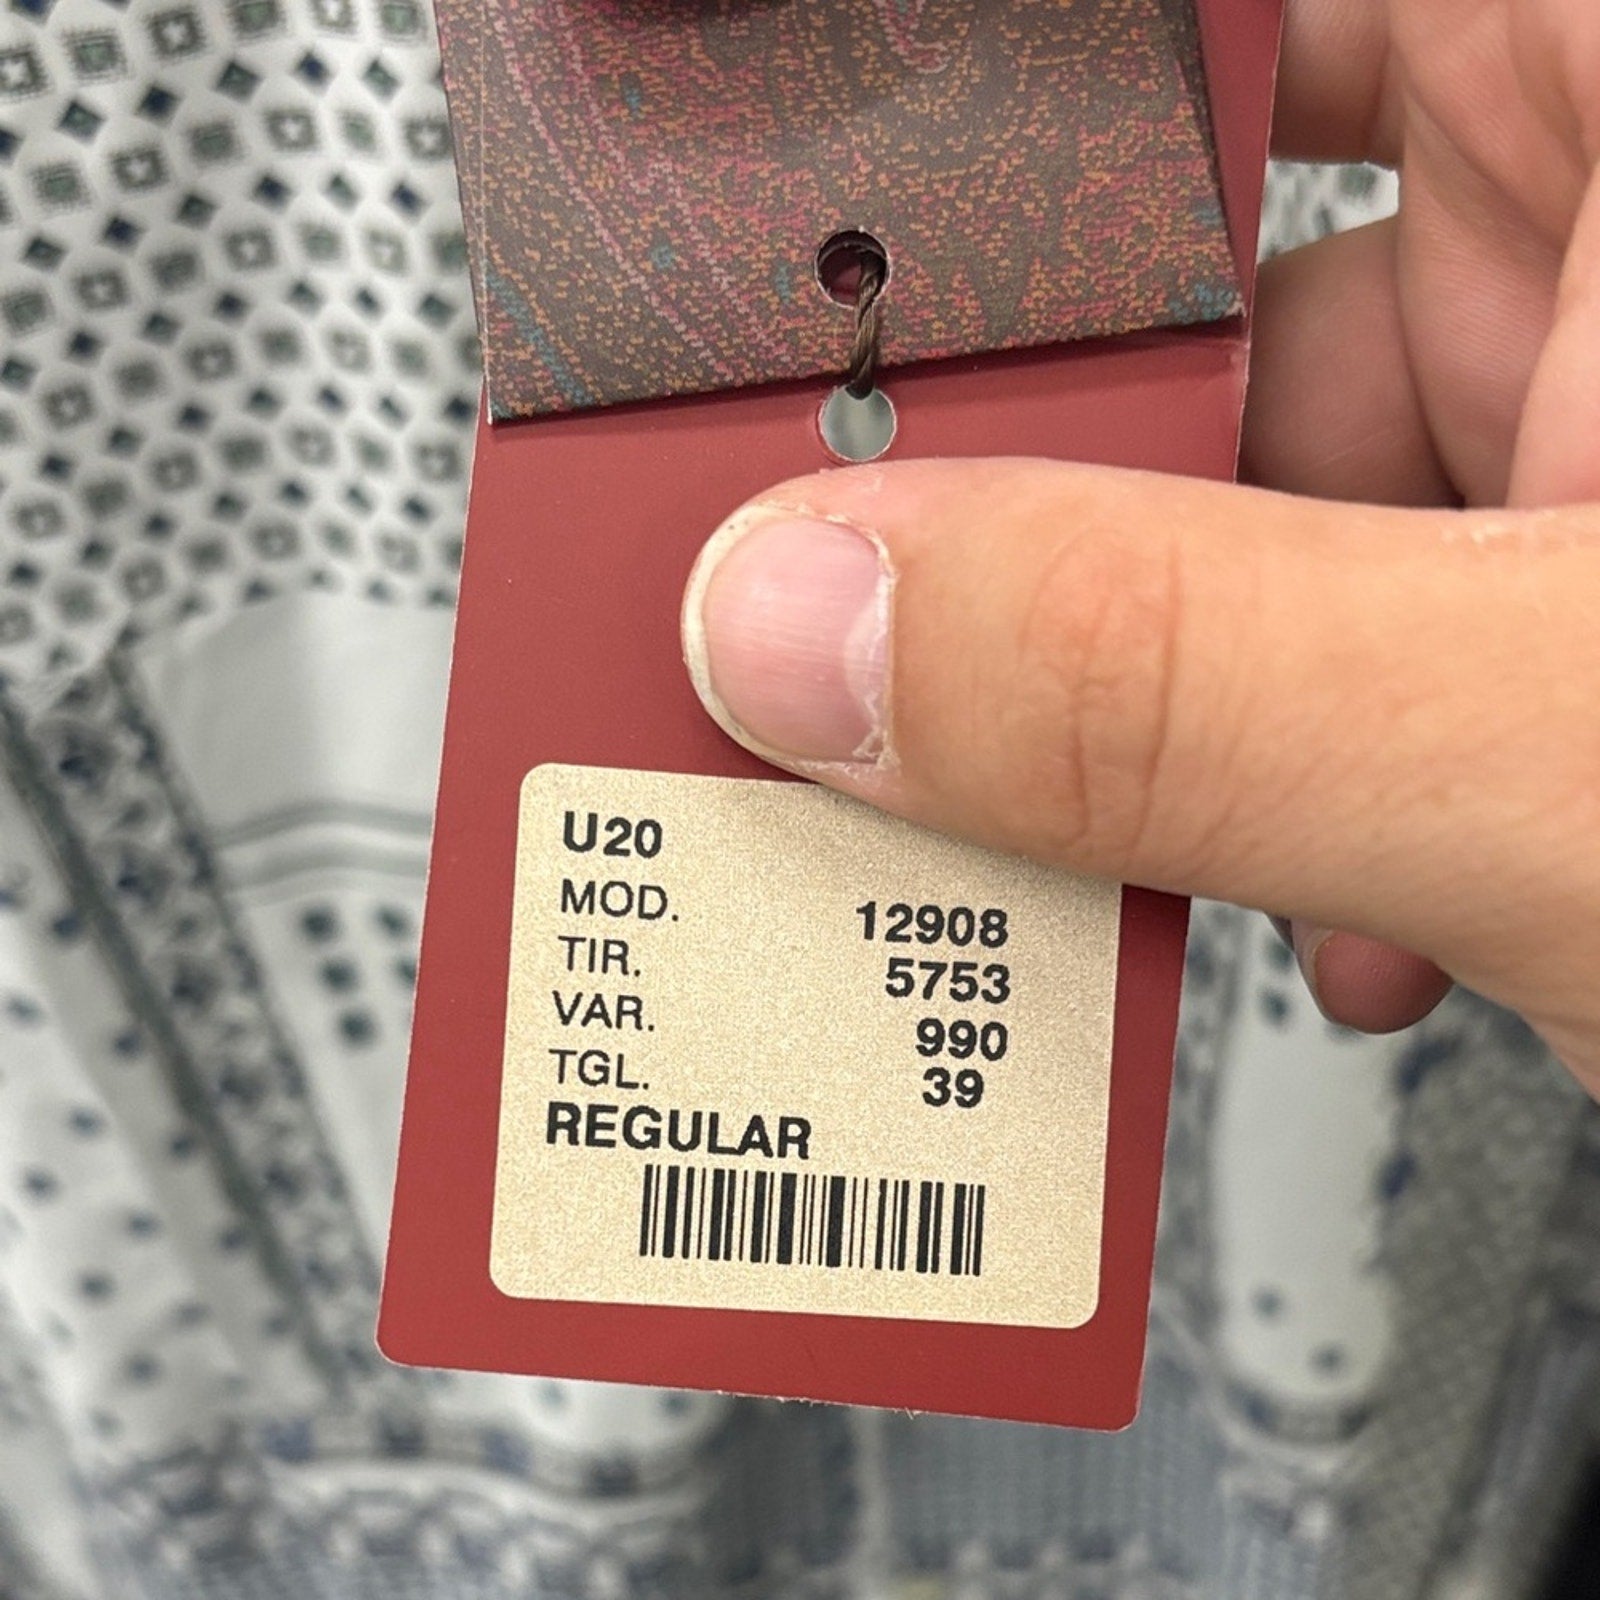 U20
MOD. 12908
TIR. 5753
VAR. 990
TGL. 39
REGULAR